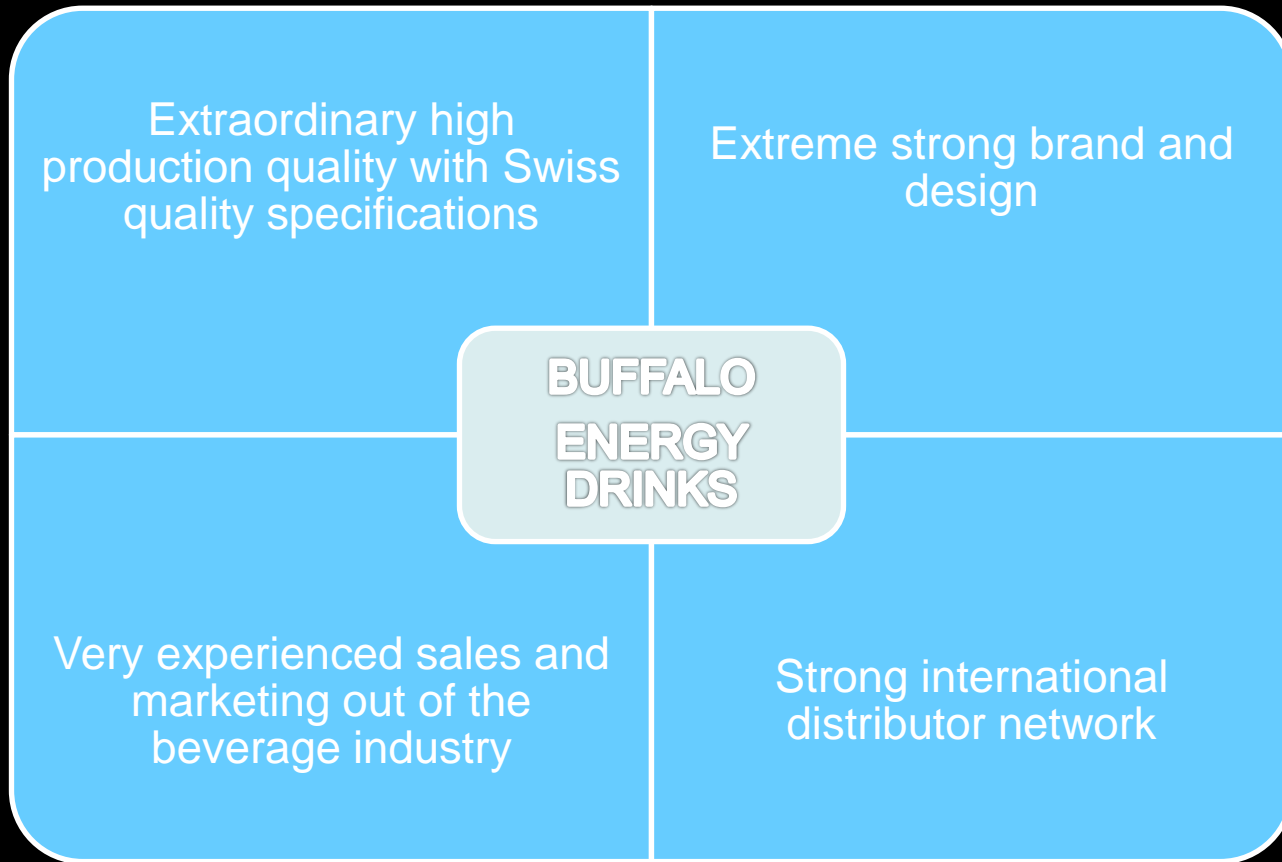 Extraordinary high
production quality with Swiss
quality specifications
Extreme strong brand and
design
BUFFALO
ENERGY
DRINKS
Very experienced sales and
marketing out of the
beverage industry
Strong international
distributor network